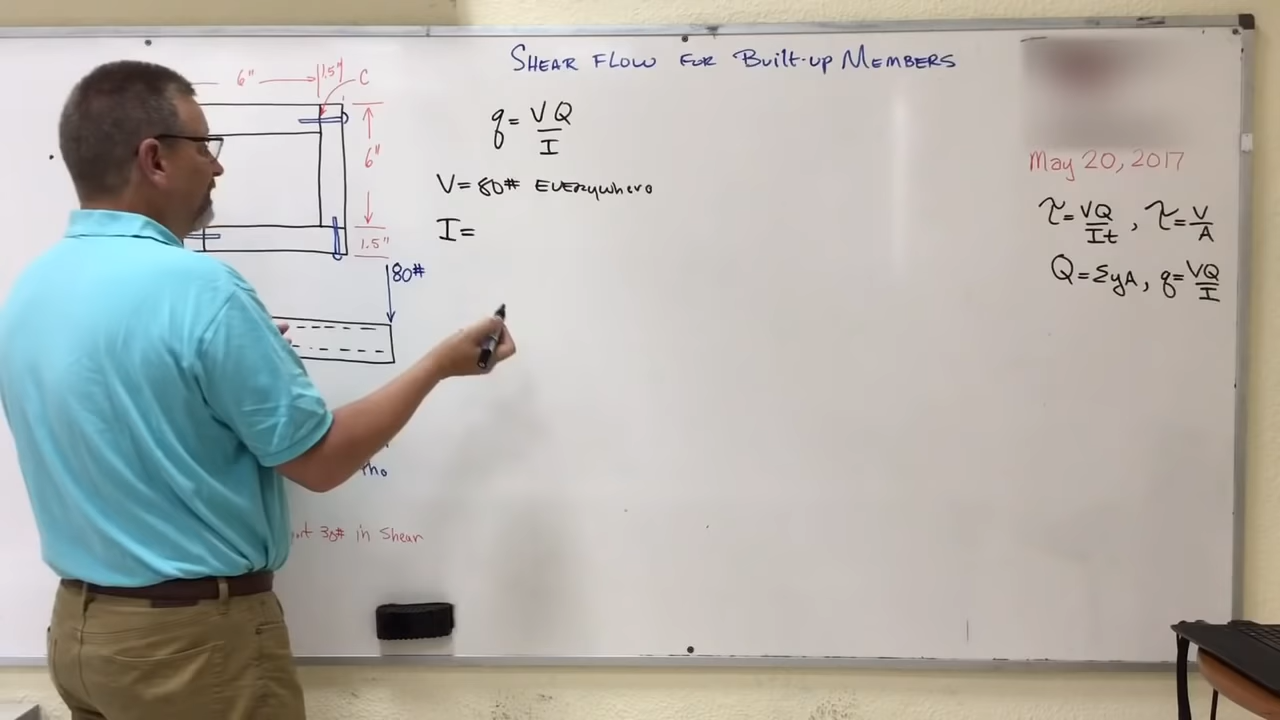 SHEAR FLOW FOR BUILT-UP MEMBERS
6" 1.5" C
6"
1.5"
80#
tho
30# in Shear
q = VQ/I
V = 80# EVERYwhere
I =
May 20, 2017
τ = VQ/It , τ = V/A
Q = ΣyA , q = VQ/I